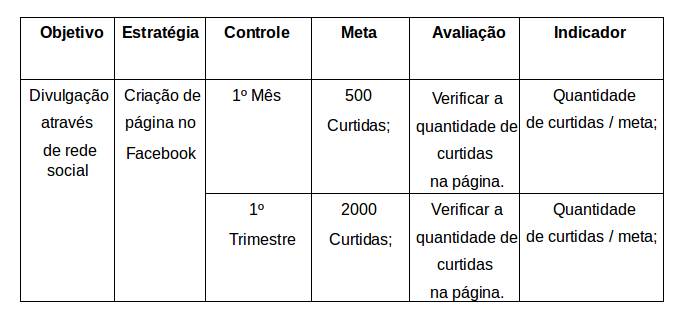 Objetivo Estratégia Controle Meta Avaliação Indicador
Divulgação
através
de rede
social
Criação de
página no
Facebook
1º Mês
500
Curtidas;
Verificar a
quantidade de
curtidas
na página.
Quantidade
de curtidas / meta;
1º
Trimestre
2000
Curtidas;
Verificar a
quantidade de
curtidas
na página.
Quantidade
de curtidas / meta;